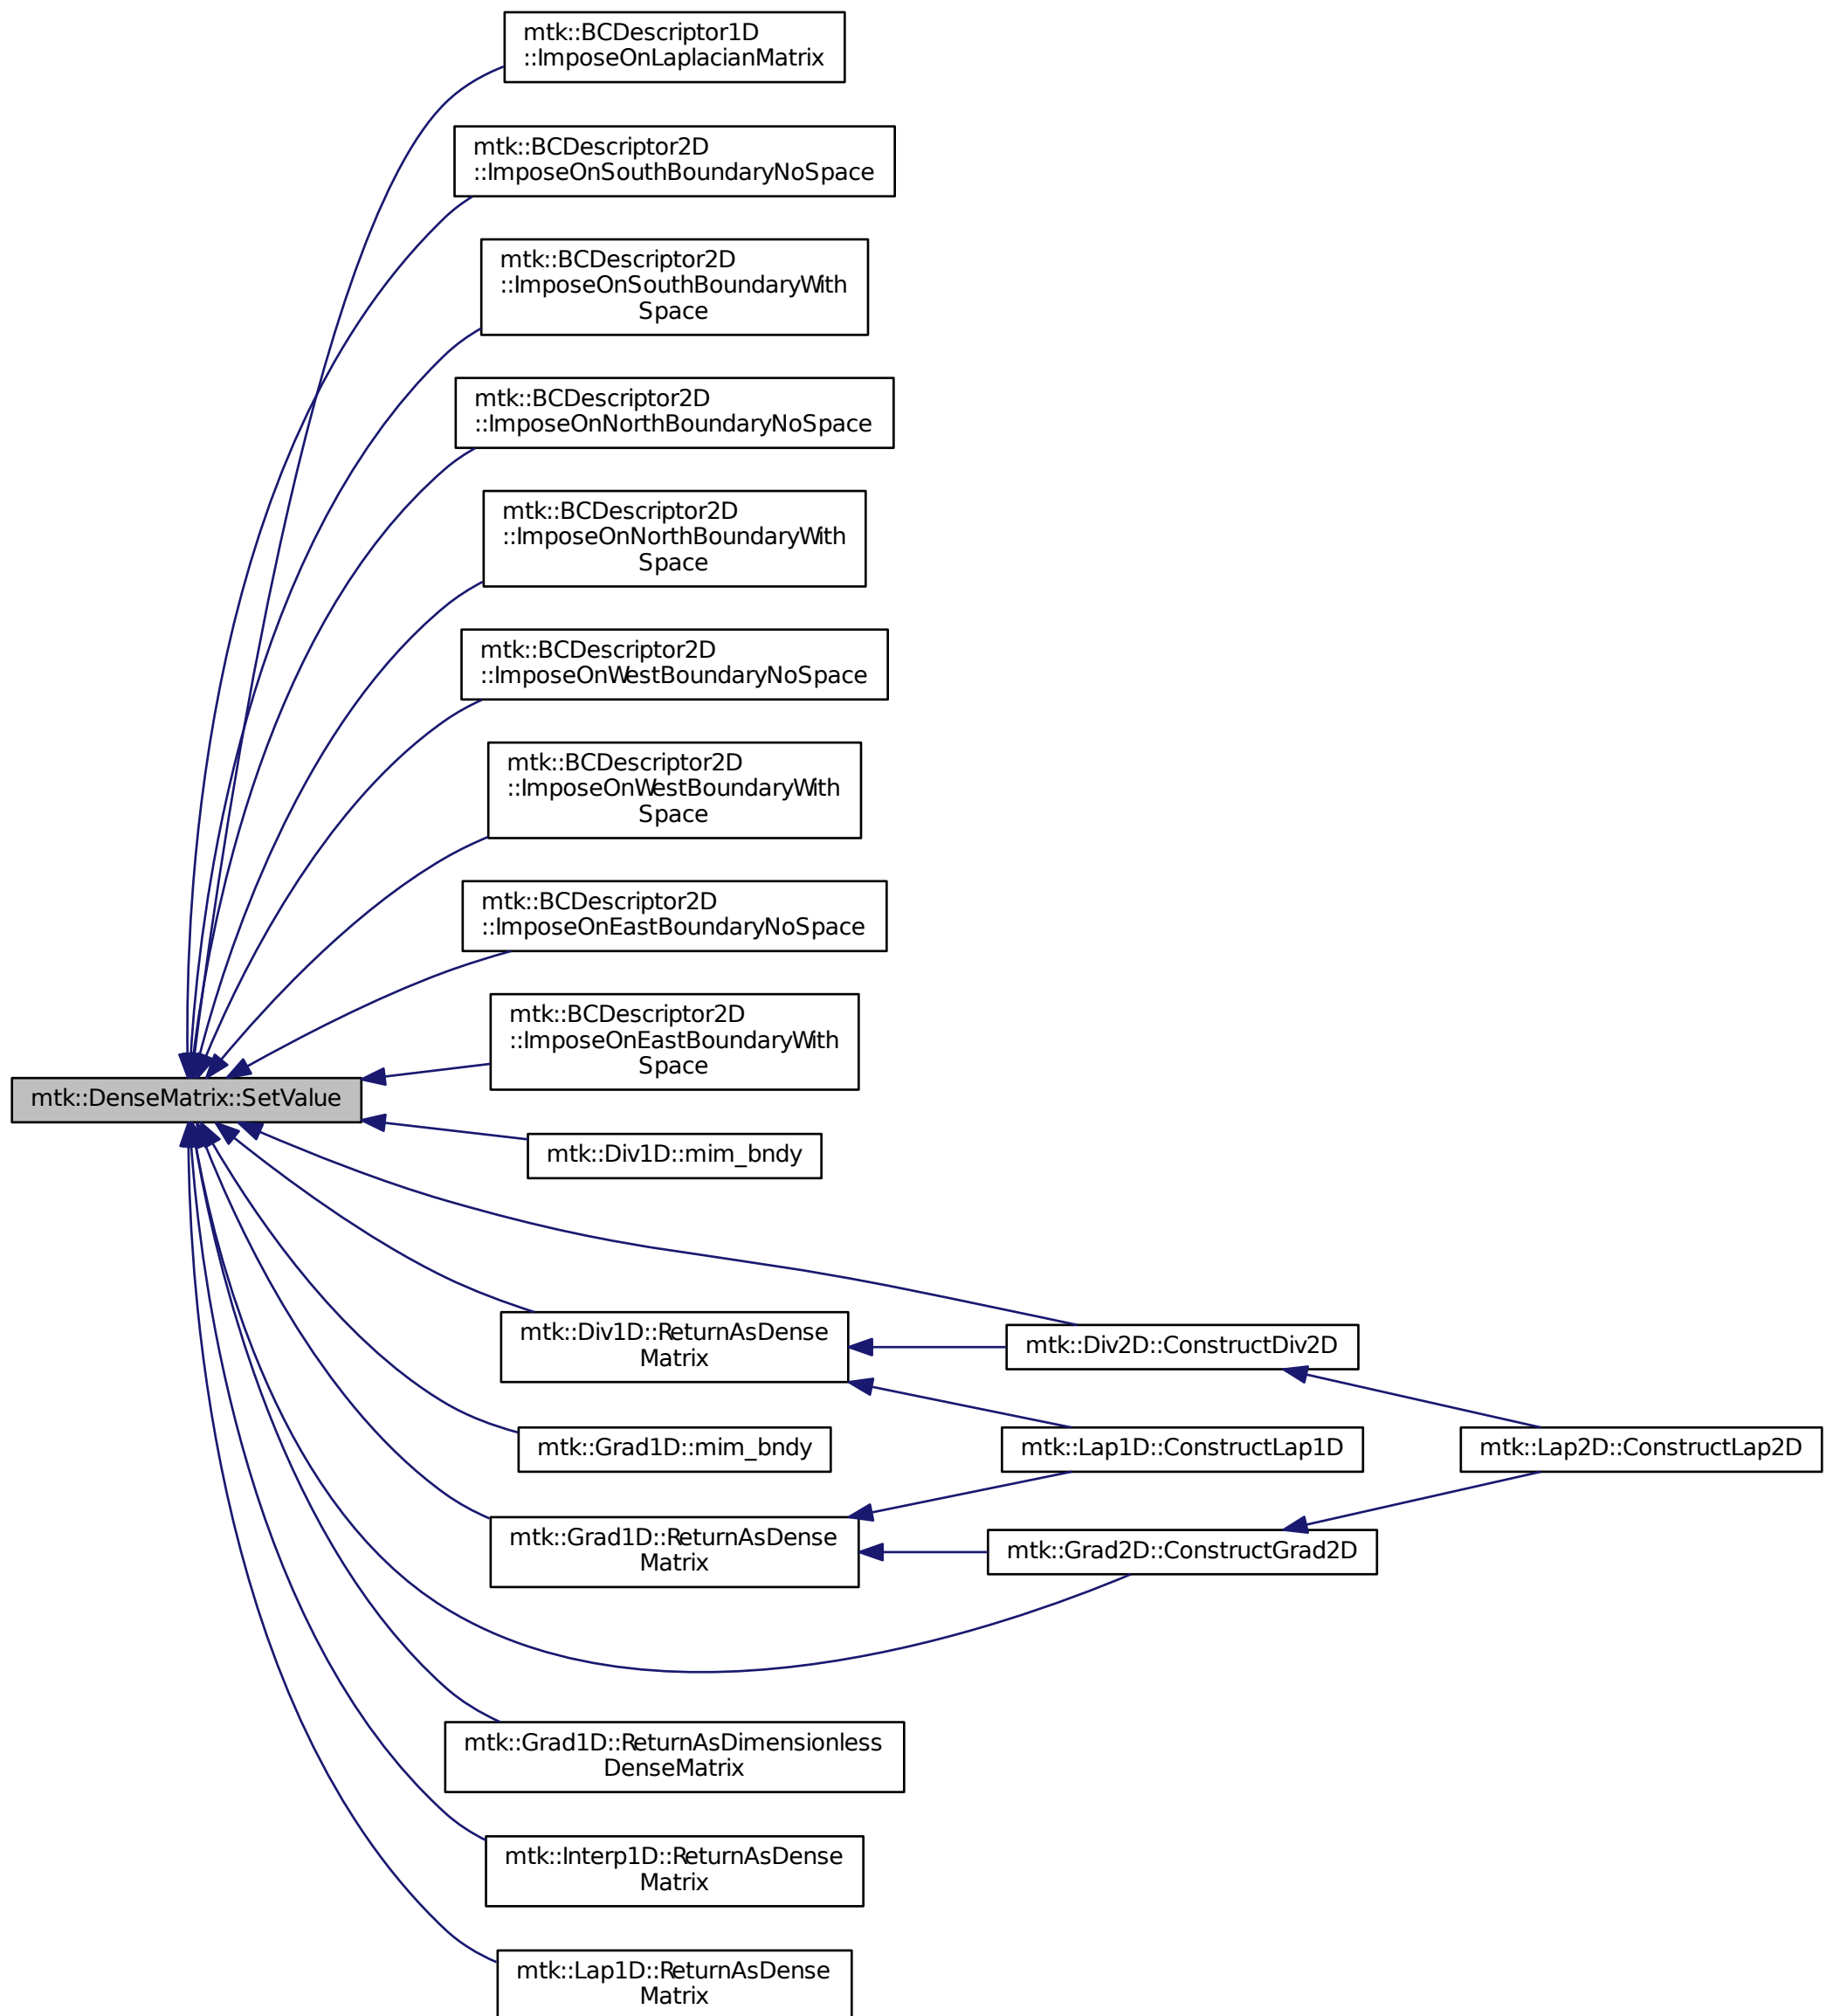 mtk::BCDescriptor1D
::ImposeOnLaplacianMatrix
mtk::BCDescriptor2D
::ImposeOnSouthBoundaryNoSpace
mtk::BCDescriptor2D
::ImposeOnSouthBoundaryWith
Space
mtk::BCDescriptor2D
::ImposeOnNorthBoundaryNoSpace
mtk::BCDescriptor2D
::ImposeOnNorthBoundaryWith
Space
mtk::BCDescriptor2D
::ImposeOnWestBoundaryNoSpace
mtk::BCDescriptor2D
::ImposeOnWestBoundaryWith
Space
mtk::BCDescriptor2D
::ImposeOnEastBoundaryNoSpace
mtk::BCDescriptor2D
::ImposeOnEastBoundaryWith
Space
mtk::DenseMatrix::SetValue
mtk::Div1D::mim_bndy
mtk::Div1D::ReturnAsDense
Matrix
mtk::Div2D::ConstructDiv2D
mtk::Grad1D::mim_bndy
mtk::Lap1D::ConstructLap1D
mtk::Lap2D::ConstructLap2D
mtk::Grad1D::ReturnAsDense
Matrix
mtk::Grad2D::ConstructGrad2D
mtk::Grad1D::ReturnAsDimensionless
DenseMatrix
mtk::Interp1D::ReturnAsDense
Matrix
mtk::Lap1D::ReturnAsDense
Matrix